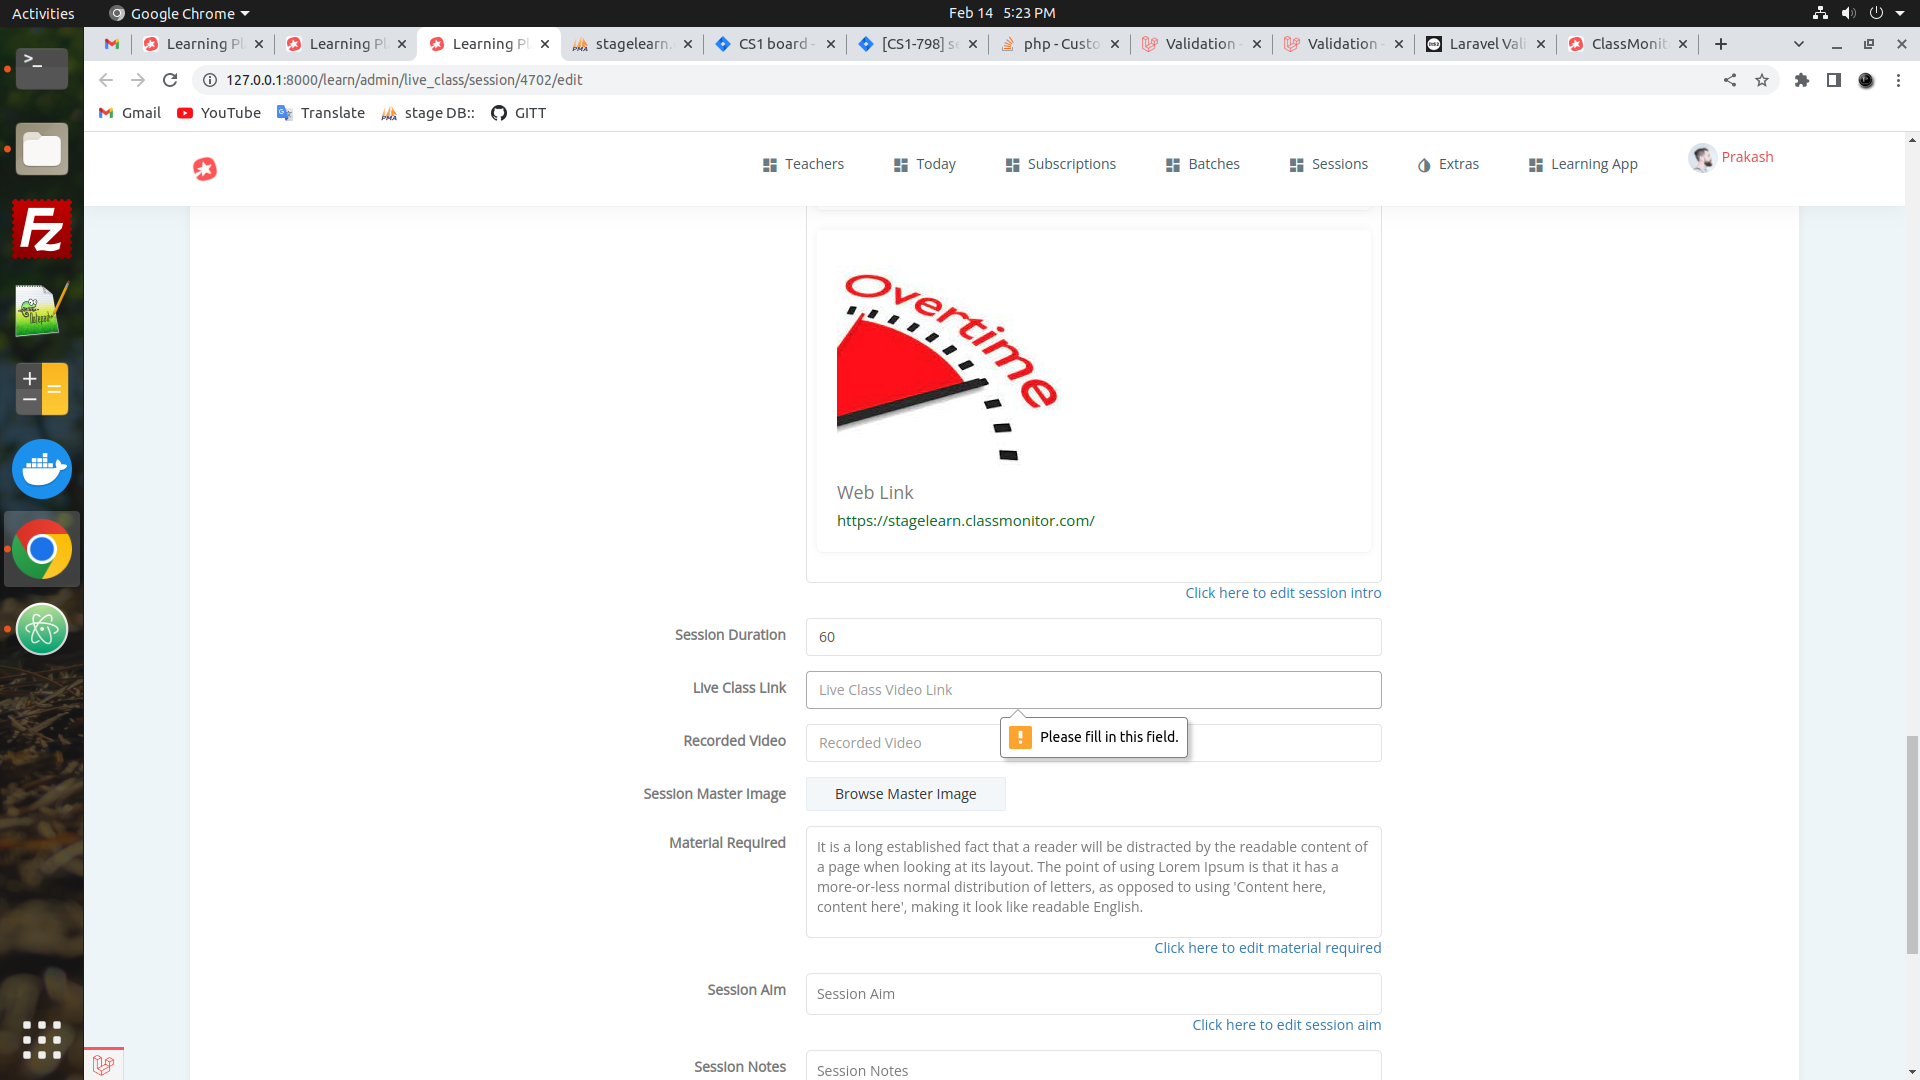 Activities
Google Chrome
Feb 14 5:23 PM
Learning Pl
Learning Pl
Learning Pl
stagelearn.
CS1 board -
[CS1-798] se
php - Custo
Validation -
Validation -
Laravel Vali
ClassMonit
127.0.0.1:8000/learn/admin/live_class/session/4702/edit
Gmail
YouTube
Translate
stage DB::
GITT
Teachers
Today
Subscriptions
Batches
Sessions
Extras
Learning App
Prakash
Overtime
Web Link
https://stagelearn.classmonitor.com/
Click here to edit session intro
Session Duration
60
Live Class Link
Live Class Video Link
Please fill in this field.
Recorded Video
Recorded Video
Session Master Image
Browse Master Image
Material Required
It is a long established fact that a reader will be distracted by the readable content of
a page when looking at its layout. The point of using Lorem Ipsum is that it has a
more-or-less normal distribution of letters, as opposed to using 'Content here,
content here', making it look like readable English.
Click here to edit material required
Session Aim
Session Aim
Click here to edit session aim
Session Notes
Session Notes